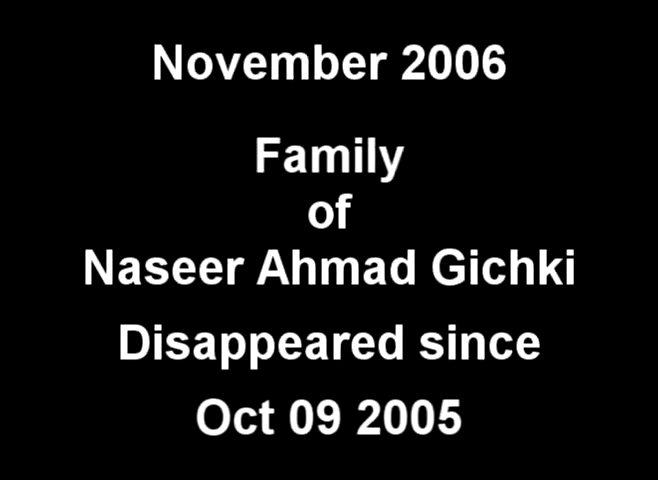 November 2006
Family
of
Naseer Ahmad Gichki
Disappeared since
Oct 09 2005